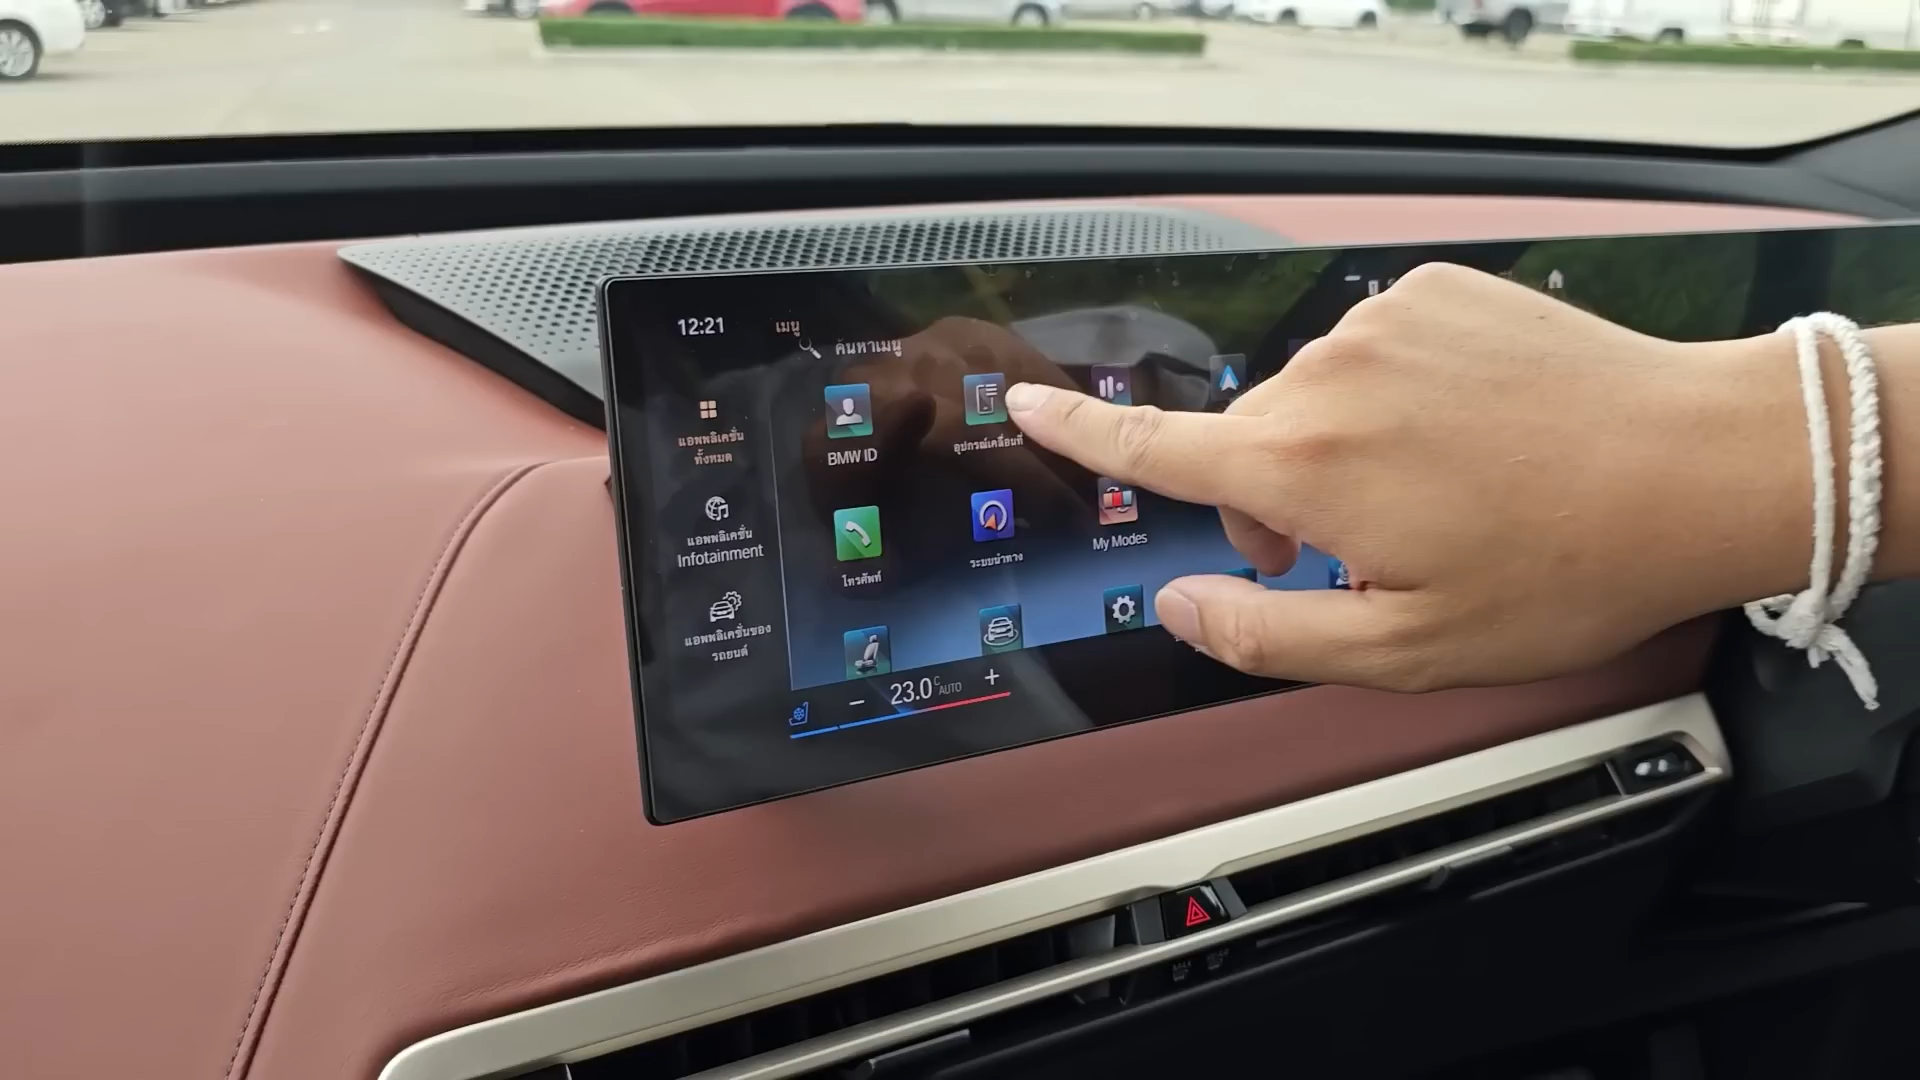 12:21
เมนู
ค้นหาเมนู
แอพพลิเคชั่น
ทั้งหมด
BMW ID
อุปกรณ์เคลื่อนที่
แอพพลิเคชั่น
Infotainment
โทรศัพท์
ระบบนำทาง
My Modes
แอพพลิเคชั่นของ
รถยนต์
23.0 C AUTO